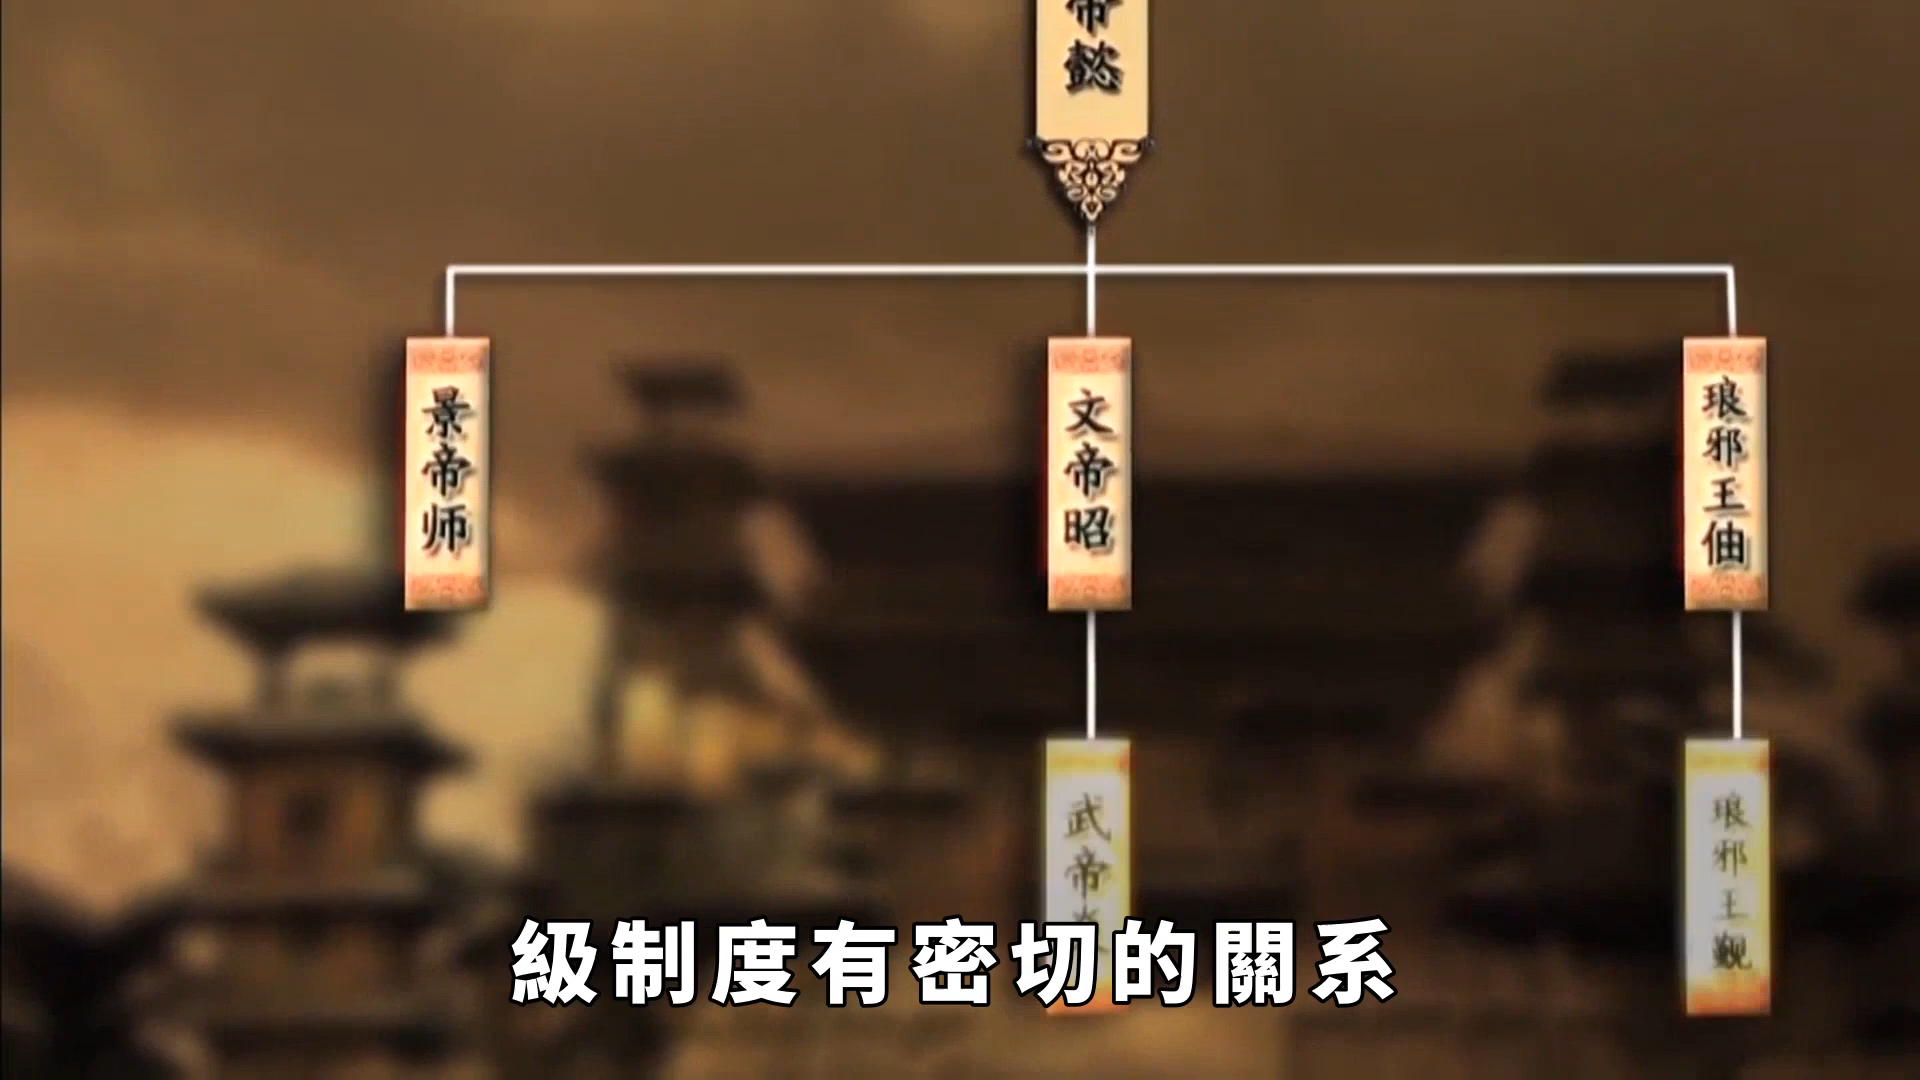 帝懿
景帝师
文帝昭
琅邪王伷
武帝
琅邪王觐
級制度有密切的關系